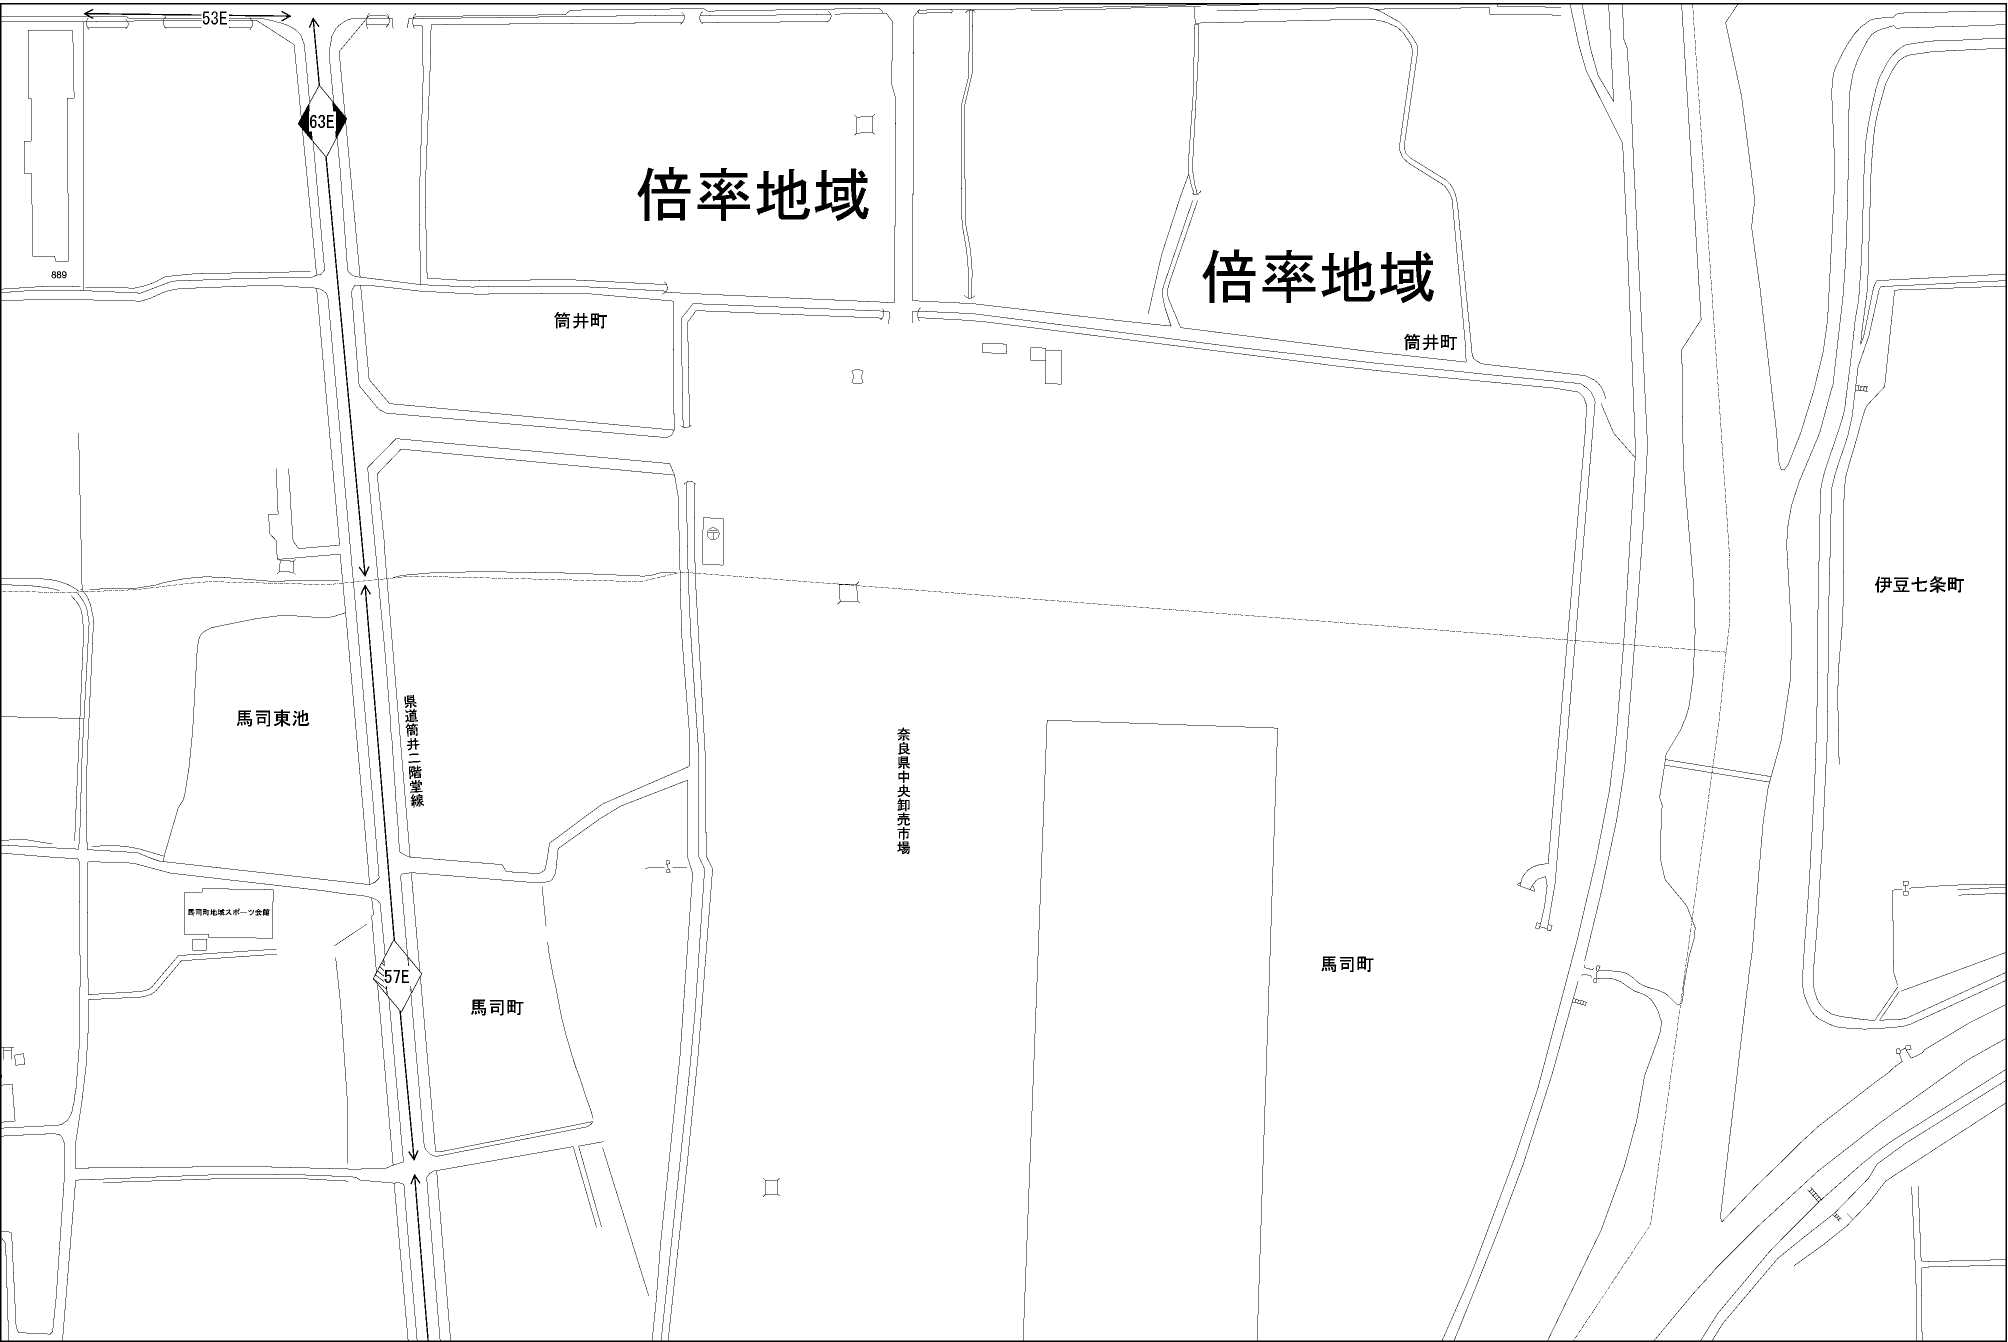 53E
63E
倍率地域
倍率地域
889
筒井町
筒井町
伊豆七条町
馬司東池
県道筒井二階堂線
奈良県中央卸売市場
馬司町地域スポーツ会館
馬司町
57E
馬司町